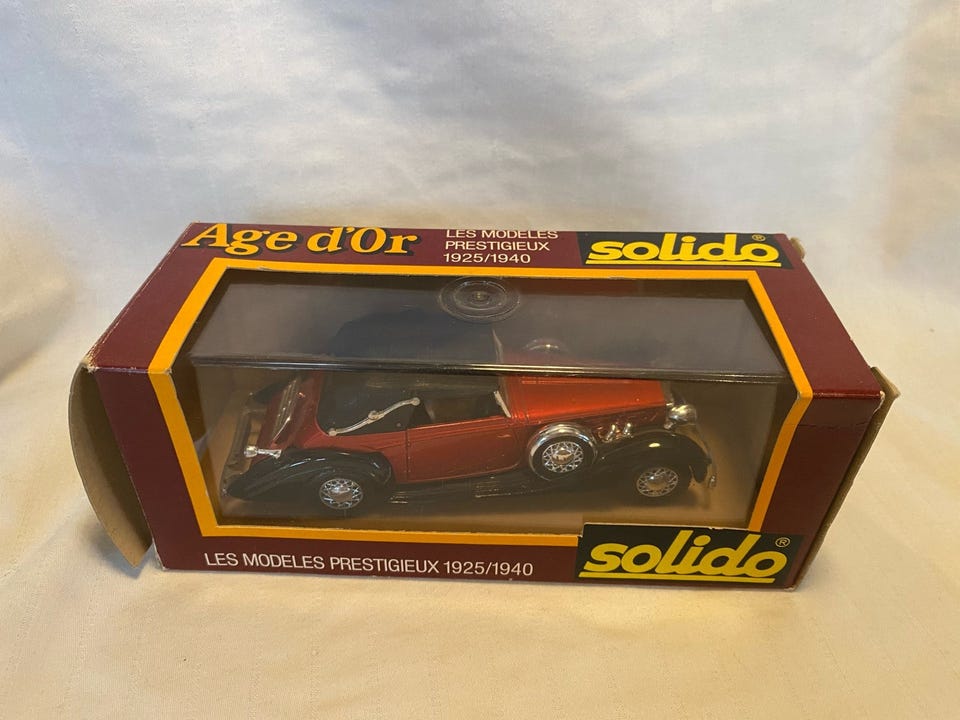 Age d'Or
LES MODELES
PRESTIGIEUX
1925/1940
solido®
LES MODELES PRESTIGIEUX 1925/1940
solido®